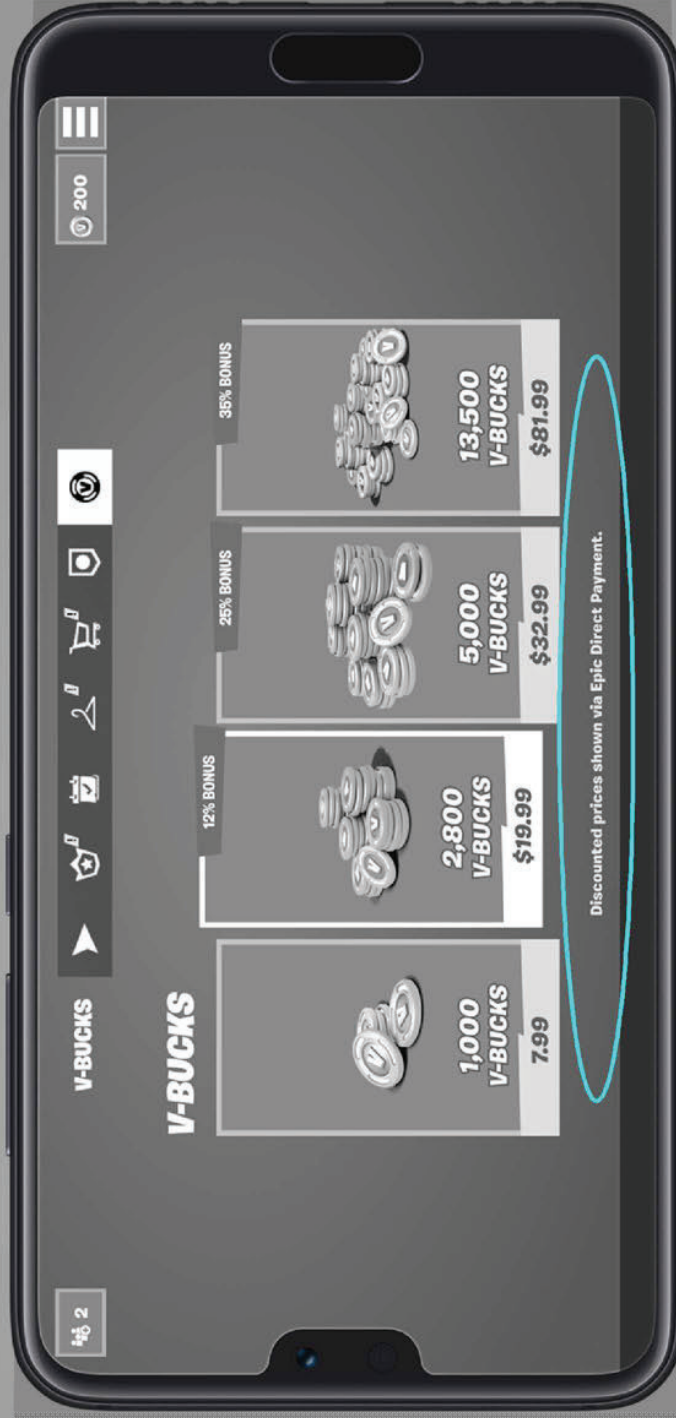 2
200
V-BUCKS
V-BUCKS
1,000
V-BUCKS
7.99
12% BONUS
2,800
V-BUCKS
$19.99
25% BONUS
5,000
V-BUCKS
$32.99
35% BONUS
13,500
V-BUCKS
$81.99
Discounted prices shown via Epic Direct Payment.